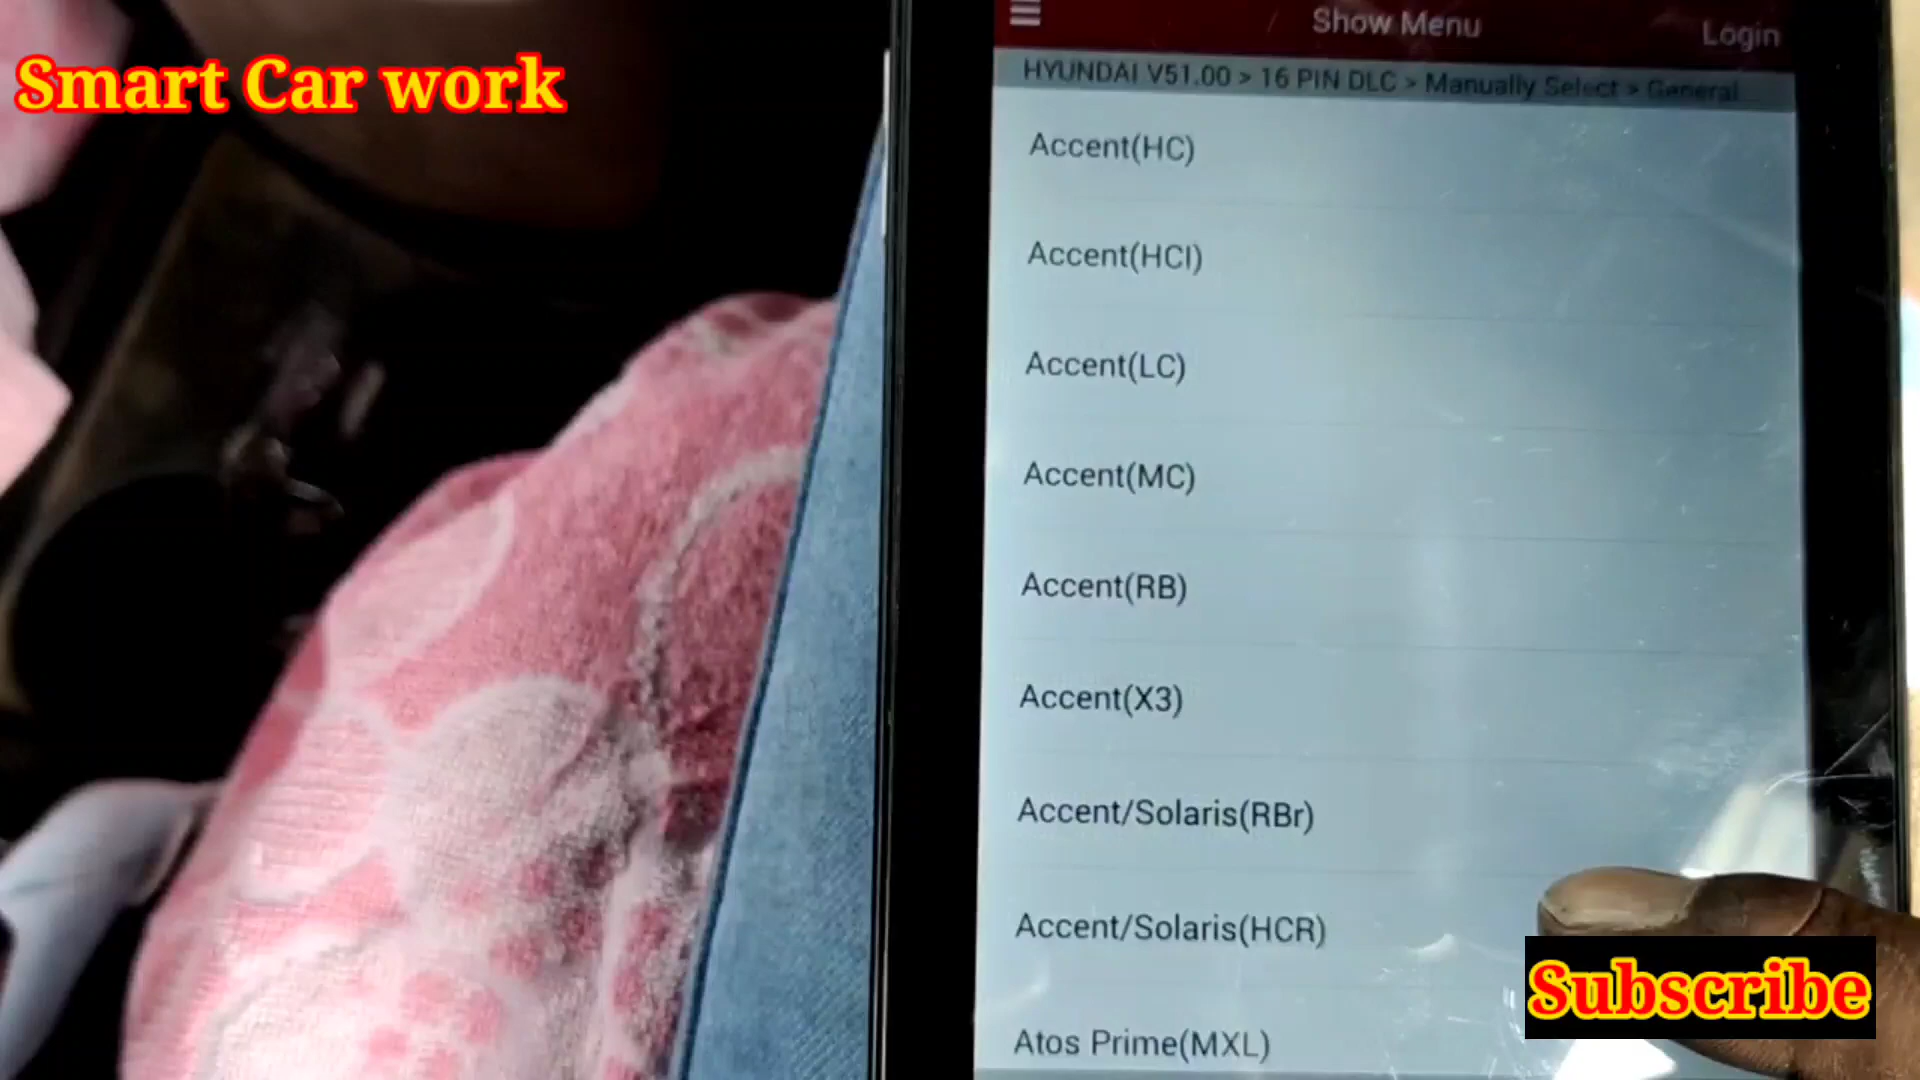 Smart Car work
Show Menu
Login
HYUNDAI V51.00 > 16 PIN DLC > Manually Select > General
Accent(HC)
Accent(HCI)
Accent(LC)
Accent(MC)
Accent(RB)
Accent(X3)
Accent/Solaris(RBr)
Accent/Solaris(HCR)
Atos Prime(MXL)
Subscribe